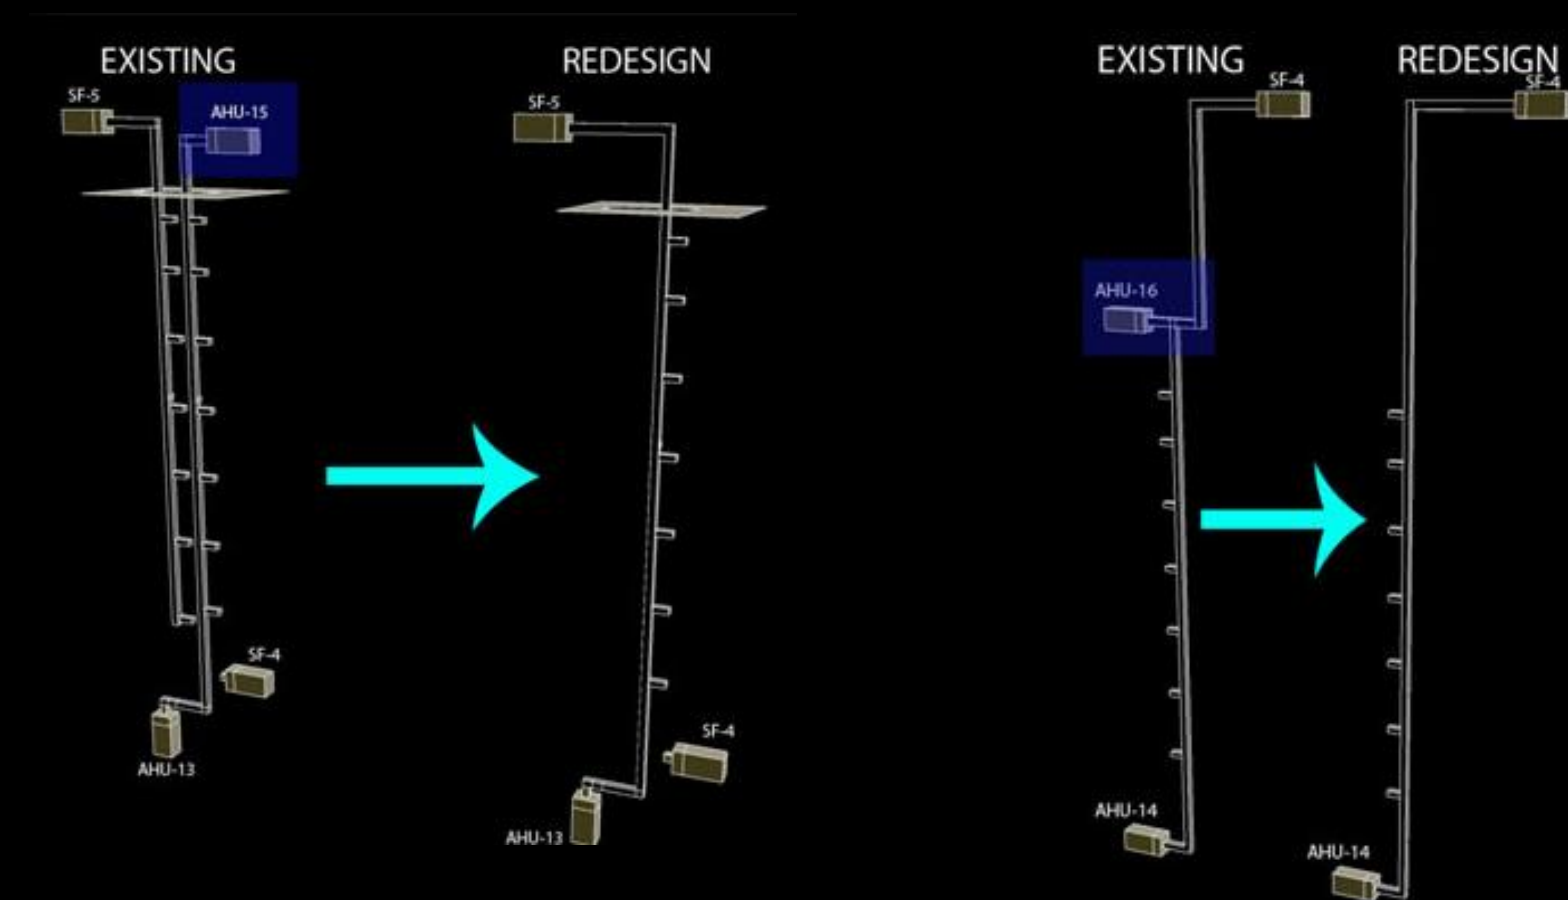 EXISTING
SF-5
AHU-15
SF-4
AHU-13
REDESIGN
SF-5
SF-4
AHU-13
EXISTING
SF-4
AHU-16
AHU-14
REDESIGN
SF-4
AHU-14